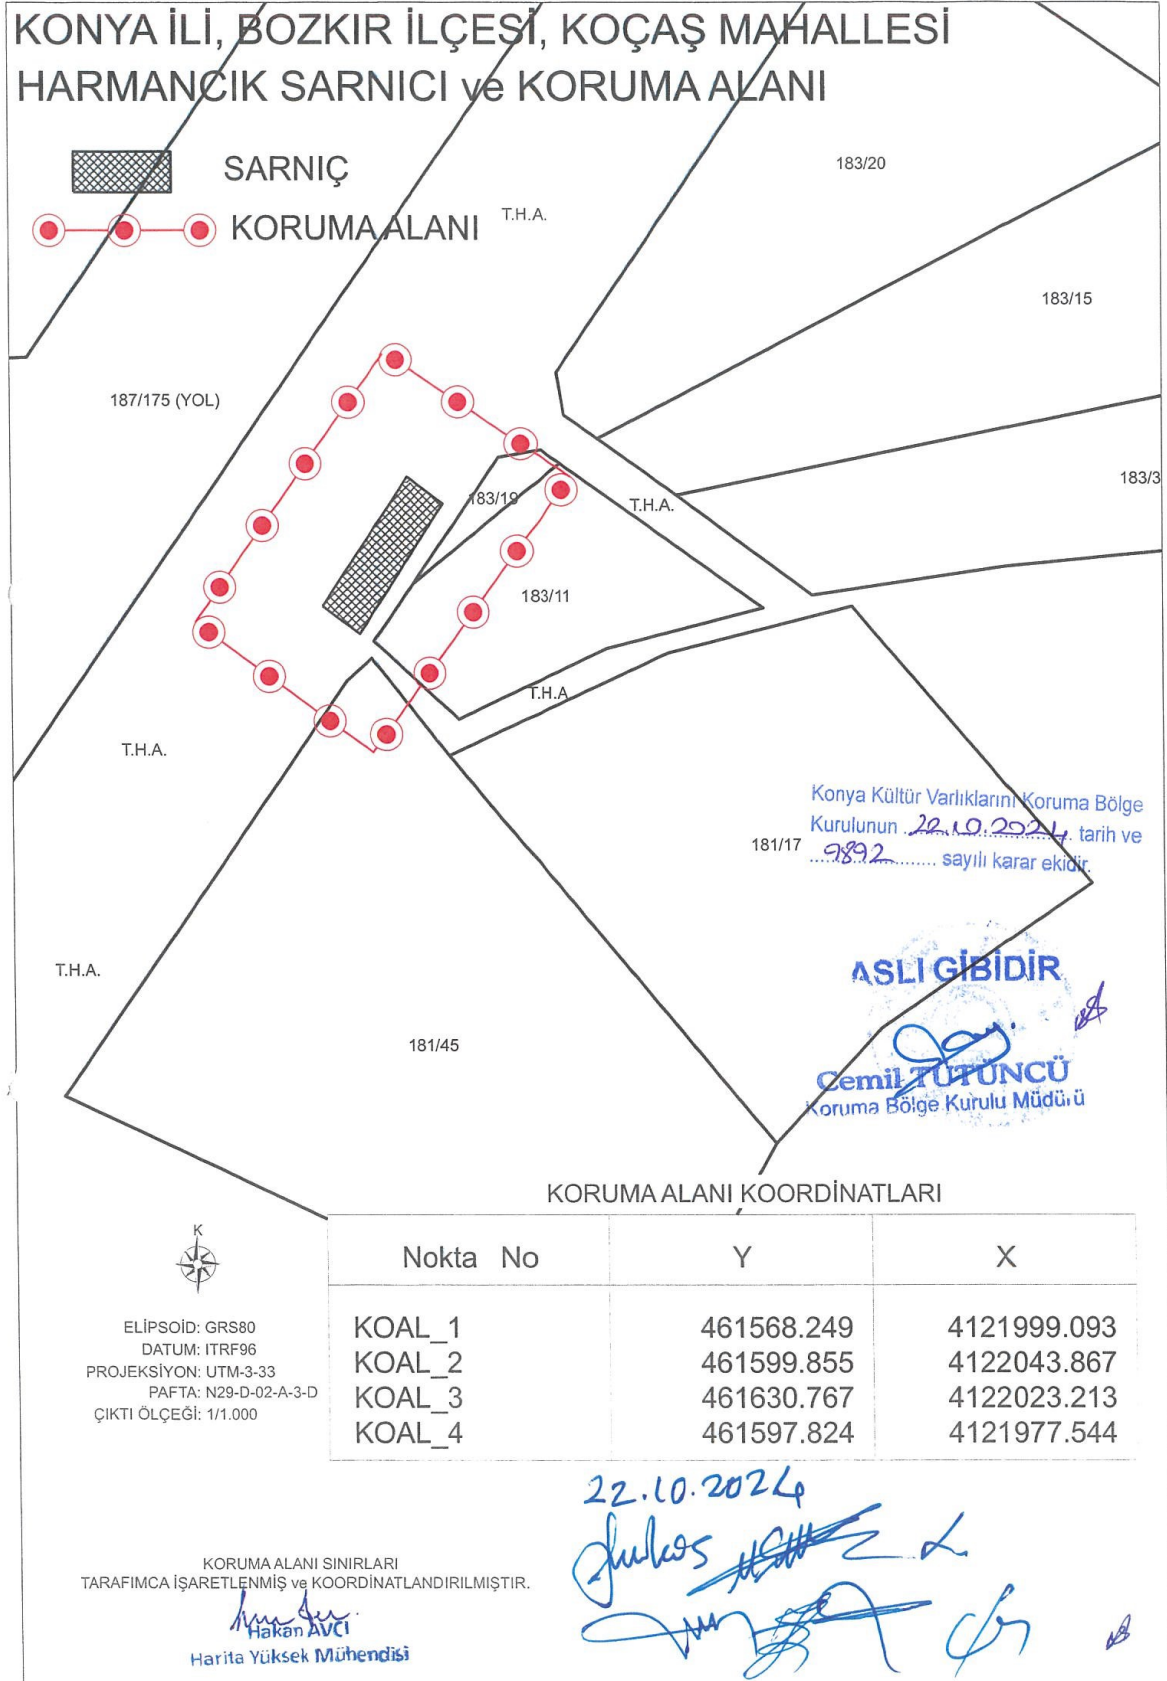 KONYA İLİ, BOZKIR İLÇESİ, KOÇAŞ MAHALLESİ
HARMANCIK SARNICI ve KORUMA ALANI
SARNIÇ
KORUMA ALANI
T.H.A.
183/20
183/15
187/175 (YOL)
183/3
183/19
T.H.A.
183/11
T.H.A
T.H.A.
Konya Kültür Varlıklarını Koruma Bölge
Kurulunun 22.10.2024 tarih ve
9892 sayılı karar ekidir.
181/17
T.H.A.
ASLI GİBİDİR
181/45
Cemil TÜTÜNCÜ
Koruma Bölge Kurulu Müdürü
KORUMA ALANI KOORDİNATLARI
K
Nokta No Y X
KOAL_1 461568.249 4121999.093
KOAL_2 461599.855 4122043.867
KOAL_3 461630.767 4122023.213
KOAL_4 461597.824 4121977.544
ELİPSOİD: GRS80
DATUM: ITRF96
PROJEKSİYON: UTM-3-33
PAFTA: N29-D-02-A-3-D
ÇIKTI ÖLÇEĞİ: 1/1.000
22.10.2024
KORUMA ALANI SINIRLARI
TARAFIMCA İŞARETLENMİŞ ve KOORDİNATLANDIRILMIŞTIR.
Hakan AVCI
Harita Yüksek Mühendisi